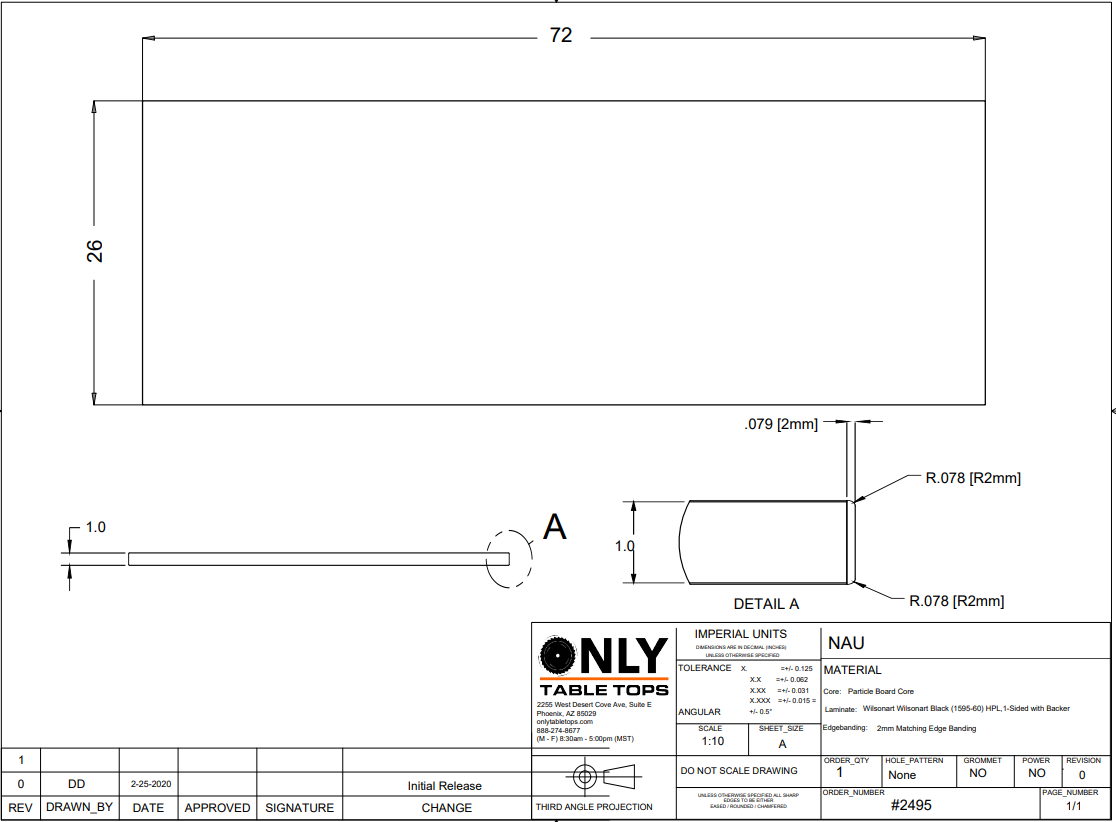 72
26
.079 [2mm]
R.078 [R2mm]
1.0
A
1.0
R.078 [R2mm]
DETAIL A
ONLY
TABLE TOPS
2255 West Desert Cove Ave, Suite E
Phoenix, AZ 85029
onlytabletops.com
888-274-8677
(M - F) 8:30am - 5:00pm (MST)
IMPERIAL UNITS
DIMENSIONS ARE IN DECIMAL (INCHES)
UNLESS OTHERWISE SPECIFIED
TOLERANCE X. =+/- 0.125
X.X =+/- 0.062
X.XX =+/- 0.031
X.XXX =+/- 0.015 =
ANGULAR +/- 0.5°
SCALE
1:10
SHEET_SIZE
A
NAU
MATERIAL
Core: Particle Board Core
Laminate: Wilsonart Wilsonart Black (1595-60) HPL,1-Sided with Backer
Edgebanding: 2mm Matching Edge Banding
THIRD ANGLE PROJECTION
DO NOT SCALE DRAWING
UNLESS OTHERWISE SPECIFIED ALL SHARP
EDGES TO BE EITHER
EASED / ROUNDED / CHAMFERED
ORDER_QTY
1
HOLE_PATTERN
None
GROMMET
NO
POWER
NO
REVISION
0
ORDER_NUMBER
#2495
PAGE_NUMBER
1/1
1
0 DD 2-25-2020 Initial Release
REV DRAWN_BY DATE APPROVED SIGNATURE CHANGE